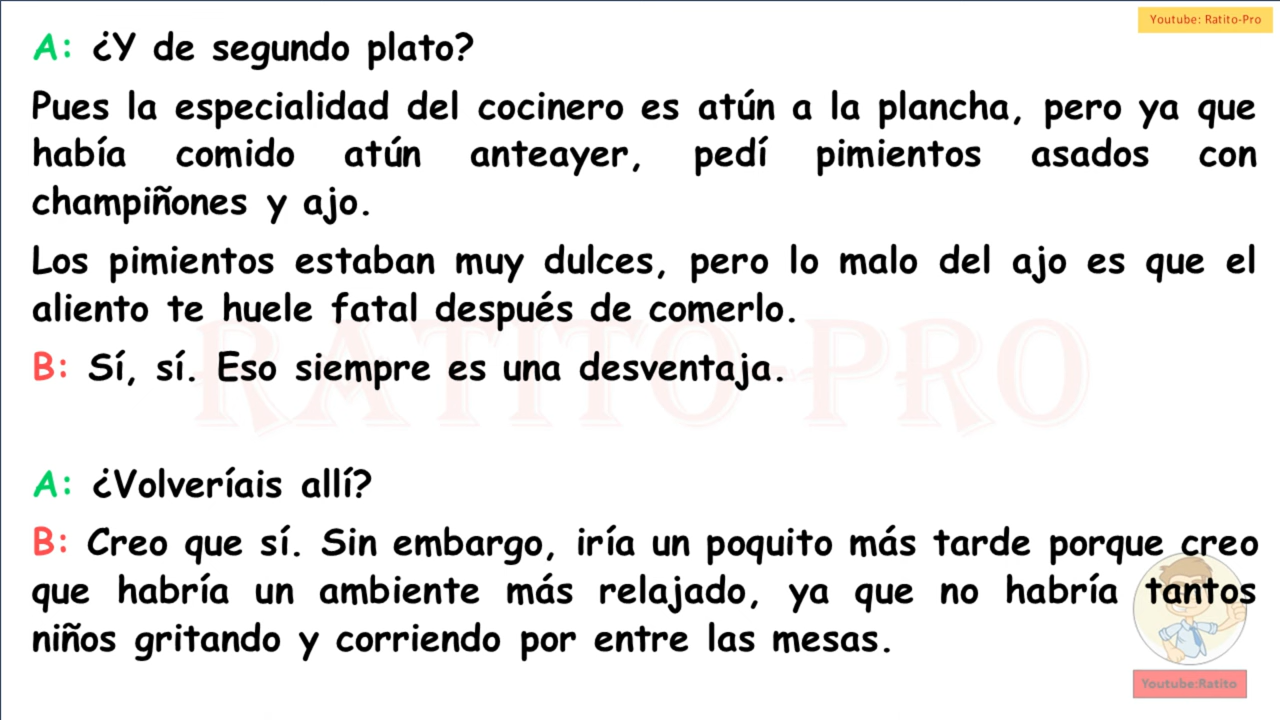 Youtube: Ratito-Pro
A: ¿Y de segundo plato?
Pues la especialidad del cocinero es atún a la plancha, pero ya que
había comido atún anteayer, pedí pimientos asados con
champiñones y ajo.
Los pimientos estaban muy dulces, pero lo malo del ajo es que el
aliento te huele fatal después de comerlo.
RATITO-PRO
B: Sí, sí. Eso siempre es una desventaja.
A: ¿Volveríais allí?
B: Creo que sí. Sin embargo, iría un poquito más tarde porque creo
que habría un ambiente más relajado, ya que no habría tantos
niños gritando y corriendo por entre las mesas.
Youtube:Ratito